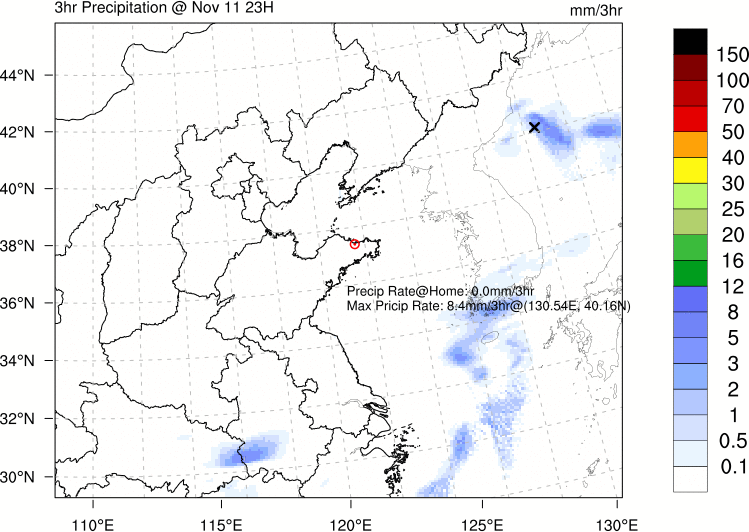 3hr Precipitation @ Nov 11 23H
mm/3hr
44°N
42°N
40°N
38°N
36°N
34°N
32°N
30°N
Precip Rate@Home: 0.0mm/3hr
Max Pricip Rate: 8.4mm/3hr@(130.54E, 40.16N)
110°E
115°E
120°E
125°E
130°E
150
100
70
50
40
30
25
20
16
12
8
5
3
2
1
0.5
0.1